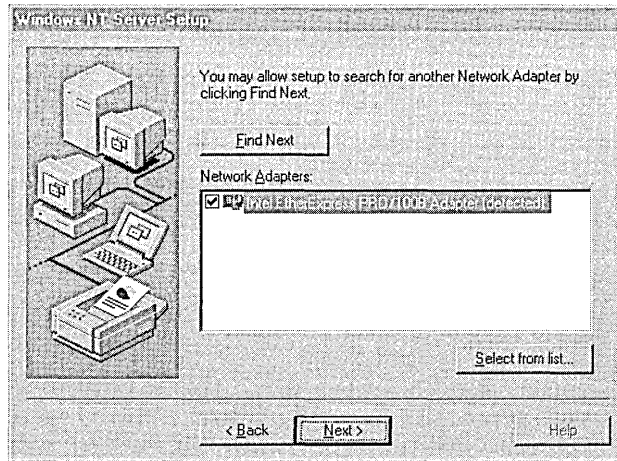 Windows NT Server Setup
You may allow setup to search for another Network Adapter by
clicking Find Next.
Find Next
Network Adapters:
Intel EtherExpress PRO/100B Adapter (detected)
Select from list...
< Back
Next >
Help